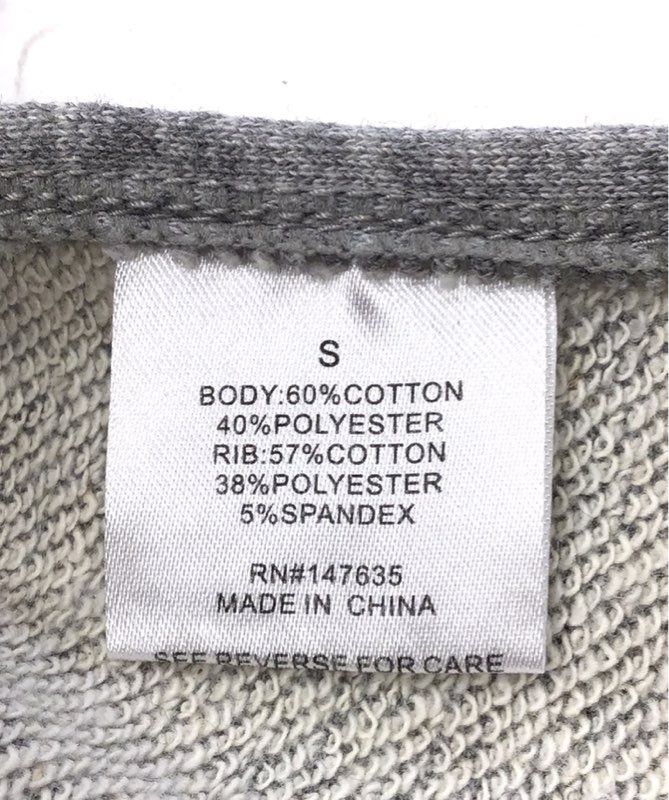 S
BODY:60%COTTON
40%POLYESTER
RIB:57%COTTON
38%POLYESTER
5%SPANDEX
RN#147635
MADE IN CHINA
SEE REVERSE FOR CARE